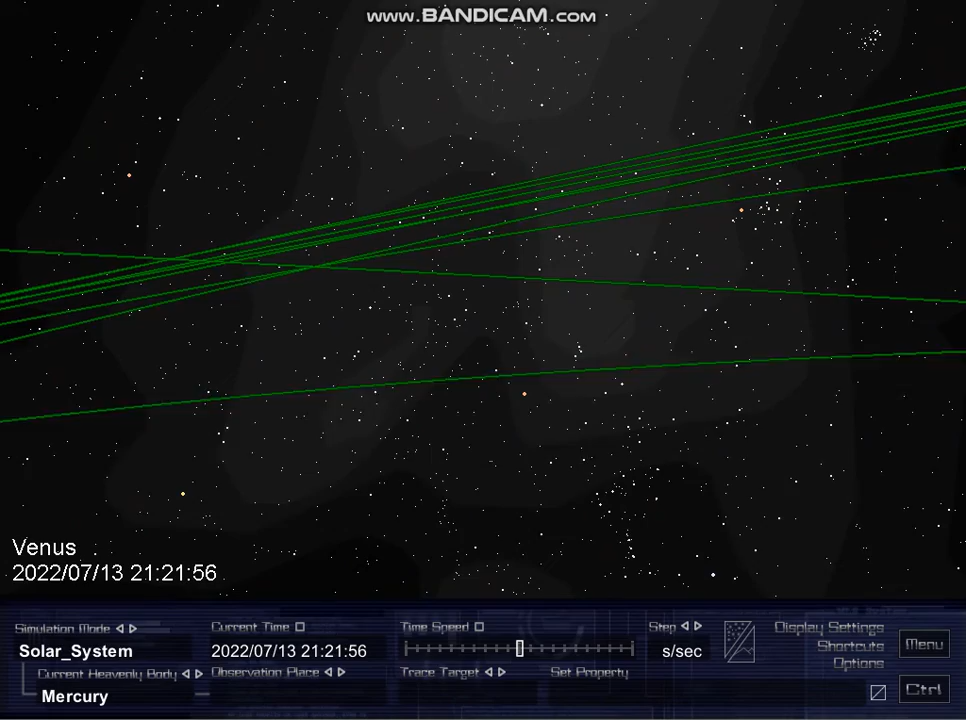 www.BANDICAM.com
Venus :
2022/07/13 21:21:56
Simulation Mode
Current Time
Time Speed
Step
Display Settings
Solar_System
2022/07/13 21:21:56
s/sec
Shortcuts
Menu
Options
Current Heavenly Body
Observation Place
Trace Target
Set Property
Mercury
Ctrl